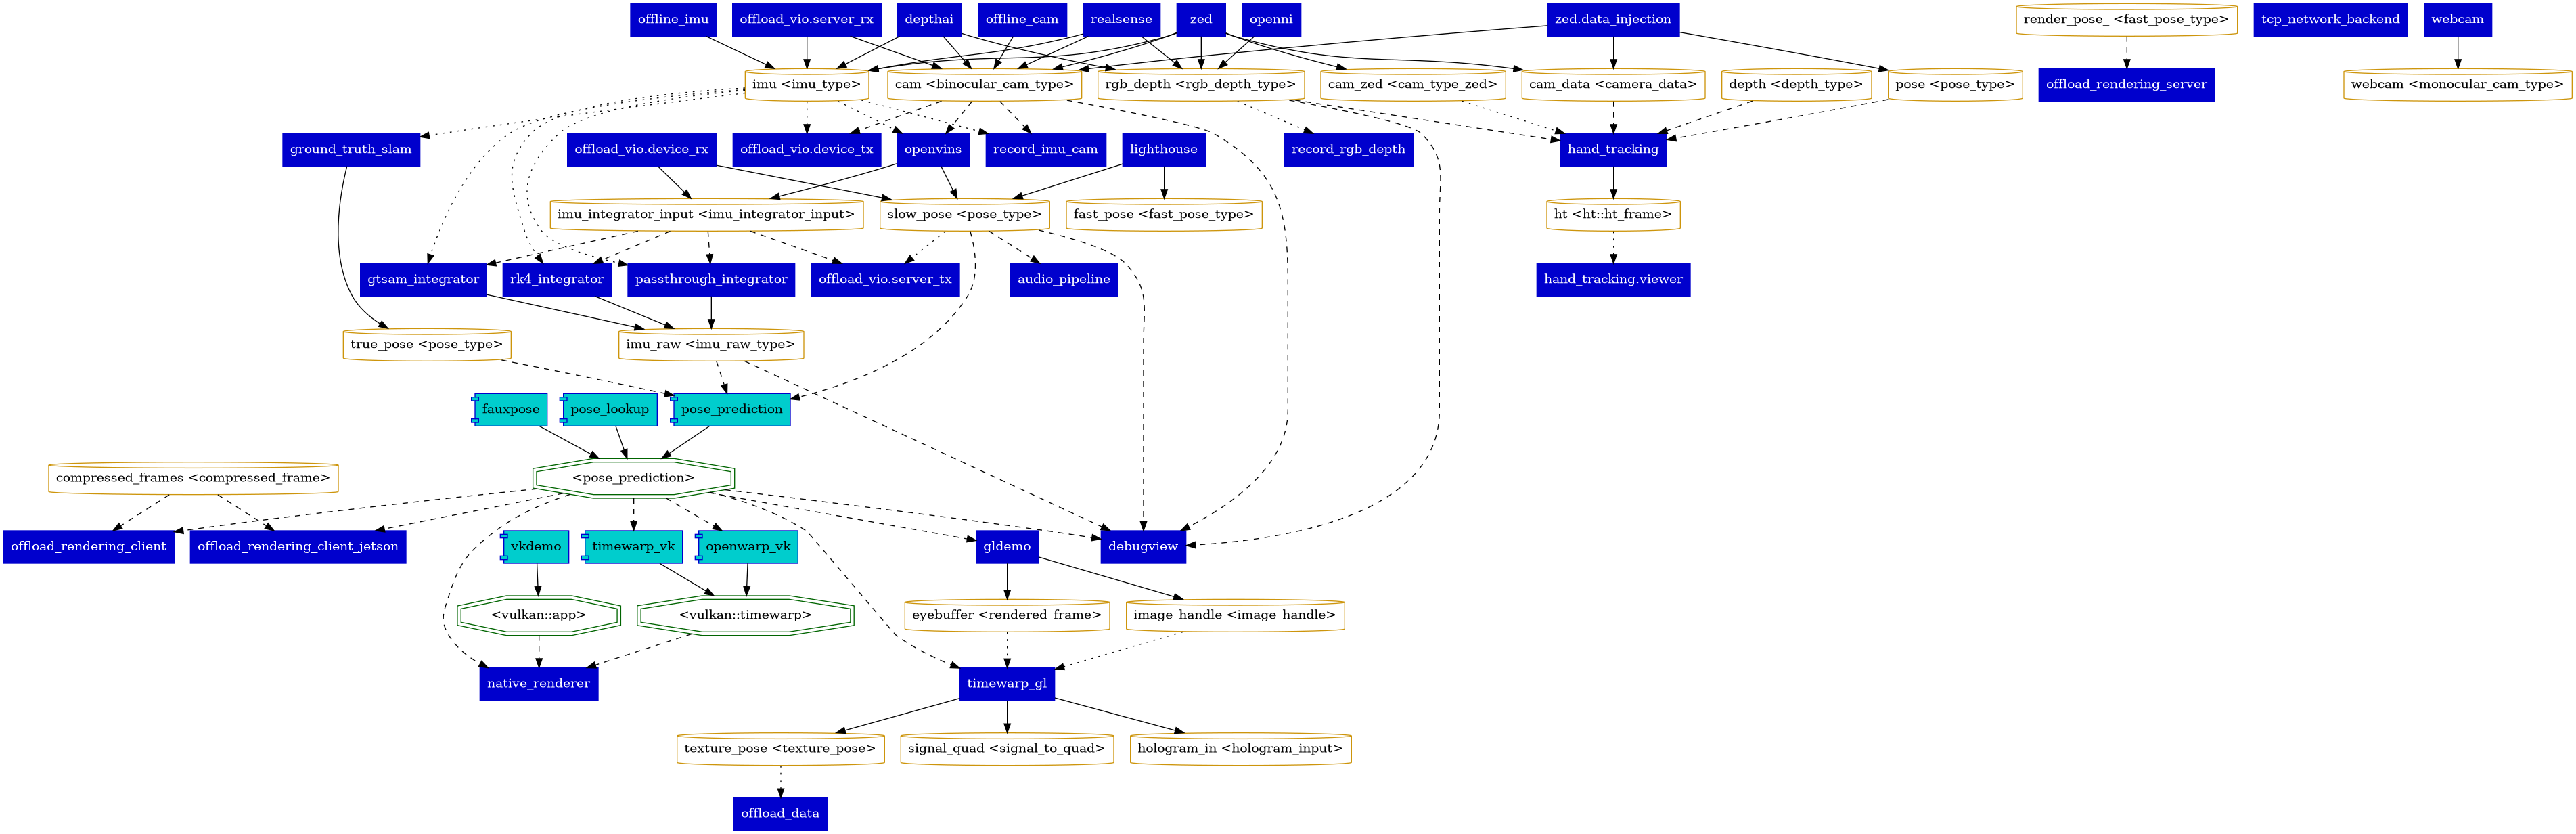 offline_imu
offload_vio.server_rx
depthai
offline_cam
realsense
zed
openni
zed.data_injection
render_pose_ <fast_pose_type>
tcp_network_backend
webcam
imu <imu_type>
cam <binocular_cam_type>
rgb_depth <rgb_depth_type>
cam_zed <cam_type_zed>
cam_data <camera_data>
depth <depth_type>
pose <pose_type>
offload_rendering_server
webcam <monocular_cam_type>
ground_truth_slam
offload_vio.device_rx
offload_vio.device_tx
openvins
record_imu_cam
lighthouse
record_rgb_depth
hand_tracking
imu_integrator_input <imu_integrator_input>
slow_pose <pose_type>
fast_pose <fast_pose_type>
ht <ht::ht_frame>
gtsam_integrator
rk4_integrator
passthrough_integrator
offload_vio.server_tx
audio_pipeline
hand_tracking.viewer
true_pose <pose_type>
imu_raw <imu_raw_type>
fauxpose
pose_lookup
pose_prediction
compressed_frames <compressed_frame>
<pose_prediction>
offload_rendering_client
offload_rendering_client_jetson
vkdemo
timewarp_vk
openwarp_vk
gldemo
debugview
<vulkan::app>
<vulkan::timewarp>
eyebuffer <rendered_frame>
image_handle <image_handle>
native_renderer
timewarp_gl
texture_pose <texture_pose>
signal_quad <signal_to_quad>
hologram_in <hologram_input>
offload_data